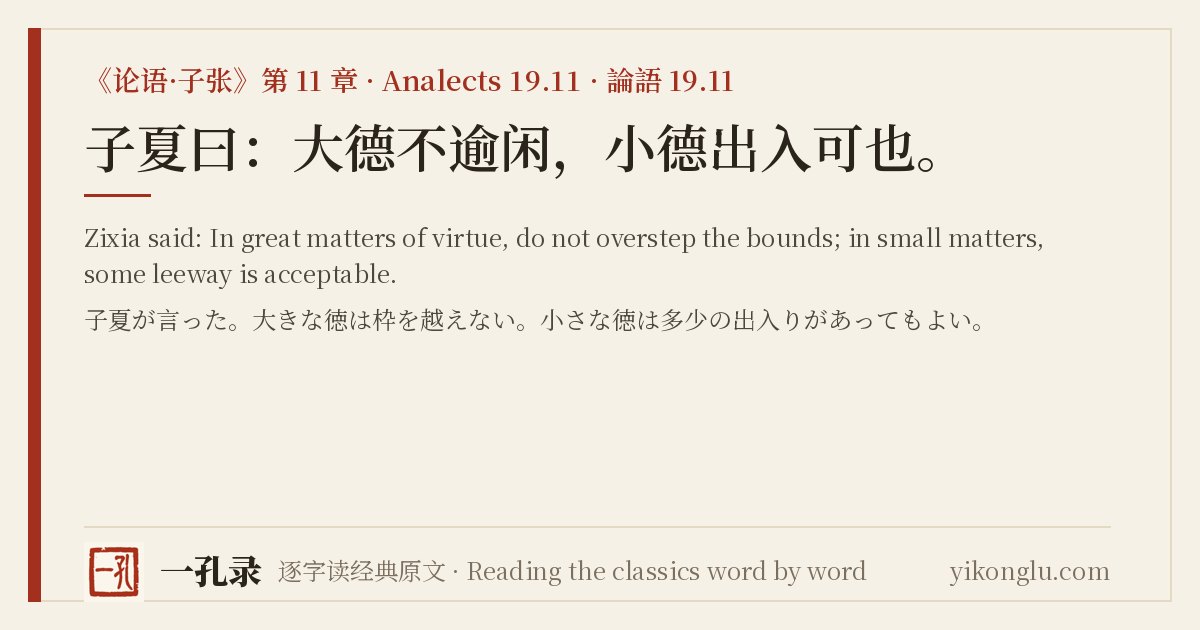 《论语·子张》第 11 章 · Analects 19.11 · 論語 19.11
子夏曰：大德不逾闲，小德出入可也。
Zixia said: In great matters of virtue, do not overstep the bounds; in small matters,
some leeway is acceptable.
子夏が言った。大きな徳は枠を越えない。小さな徳は多少の出入りがあってもよい。
一孔
一孔录 逐字读经典原文 · Reading the classics word by word yikonglu.com